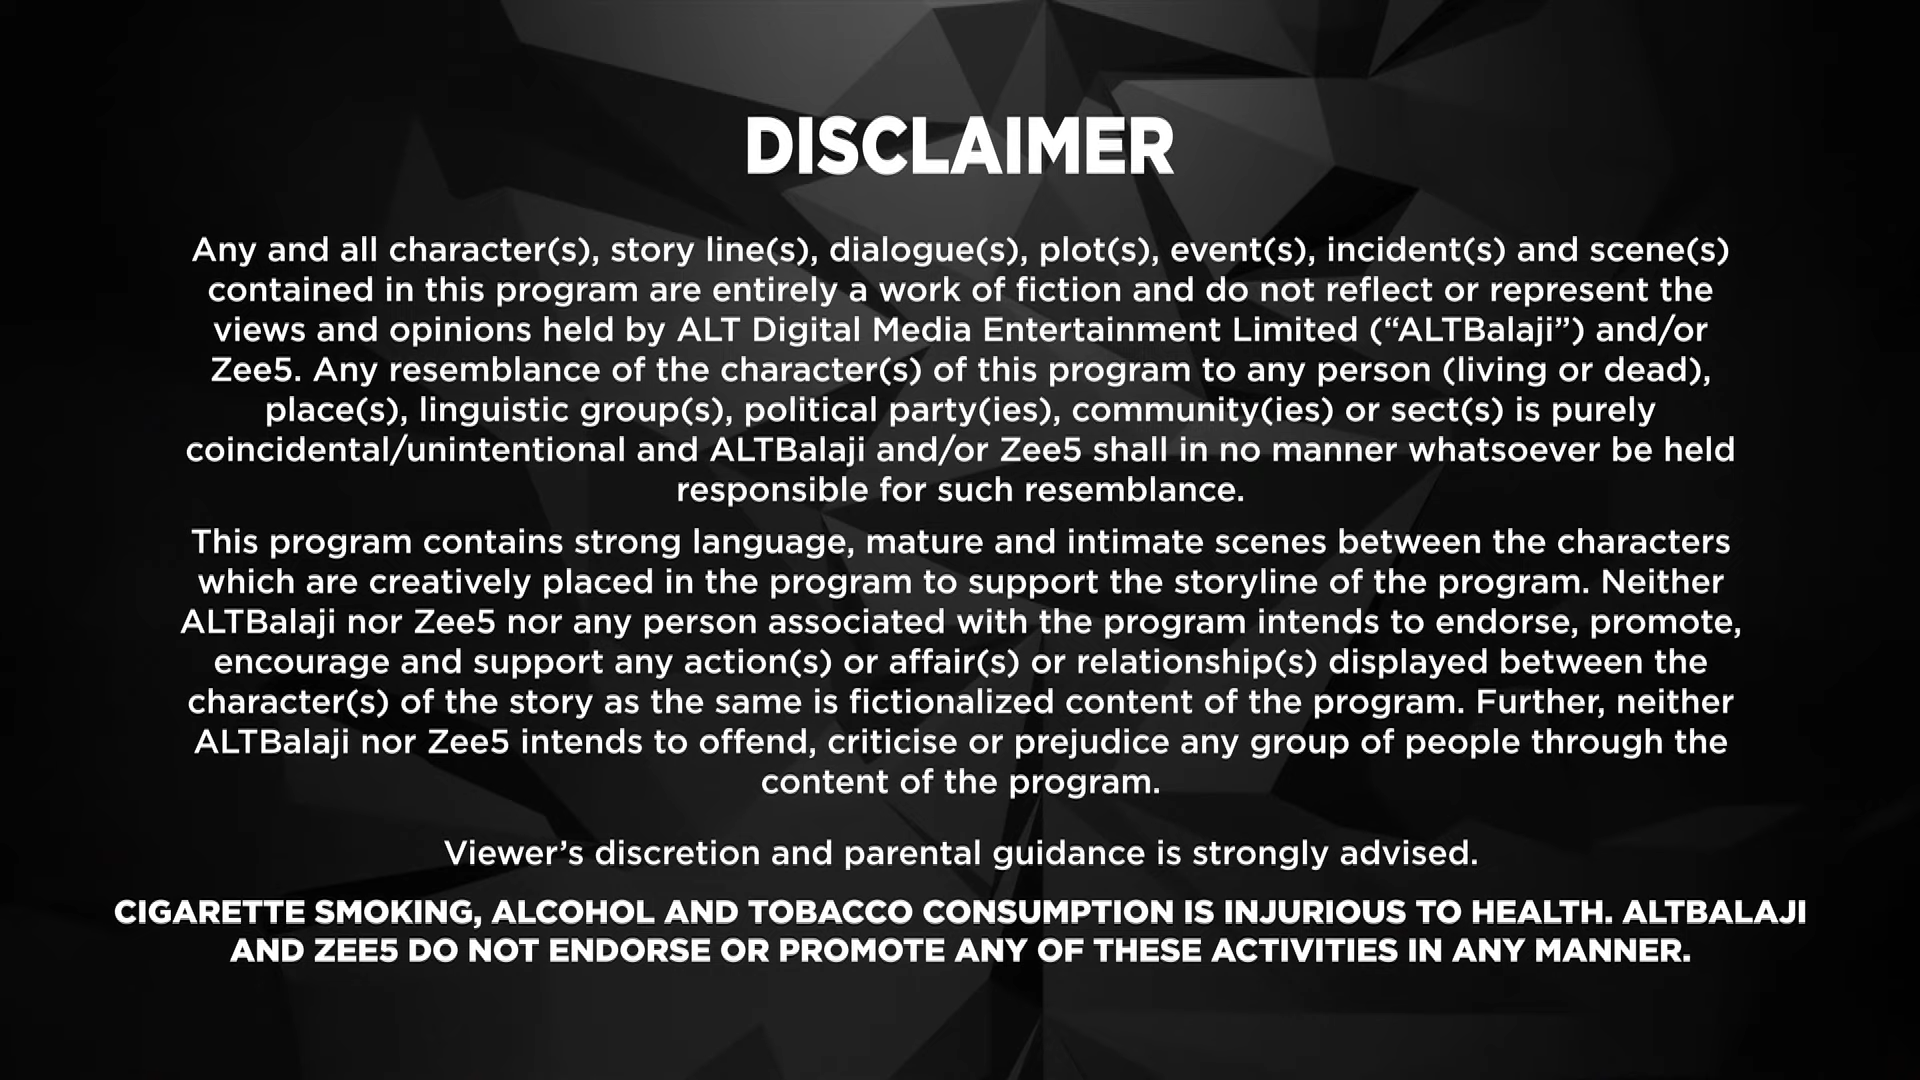 DISCLAIMER
Any and all character(s), story line(s), dialogue(s), plot(s), event(s), incident(s) and scene(s)
contained in this program are entirely a work of fiction and do not reflect or represent the
views and opinions held by ALT Digital Media Entertainment Limited (“ALTBalaji”) and/or
Zee5. Any resemblance of the character(s) of this program to any person (living or dead),
place(s), linguistic group(s), political party(ies), community(ies) or sect(s) is purely
coincidental/unintentional and ALTBalaji and/or Zee5 shall in no manner whatsoever be held
responsible for such resemblance.
This program contains strong language, mature and intimate scenes between the characters
which are creatively placed in the program to support the storyline of the program. Neither
ALTBalaji nor Zee5 nor any person associated with the program intends to endorse, promote,
encourage and support any action(s) or affair(s) or relationship(s) displayed between the
character(s) of the story as the same is fictionalized content of the program. Further, neither
ALTBalaji nor Zee5 intends to offend, criticise or prejudice any group of people through the
content of the program.
Viewer’s discretion and parental guidance is strongly advised.
CIGARETTE SMOKING, ALCOHOL AND TOBACCO CONSUMPTION IS INJURIOUS TO HEALTH. ALTBALAJI
AND ZEE5 DO NOT ENDORSE OR PROMOTE ANY OF THESE ACTIVITIES IN ANY MANNER.